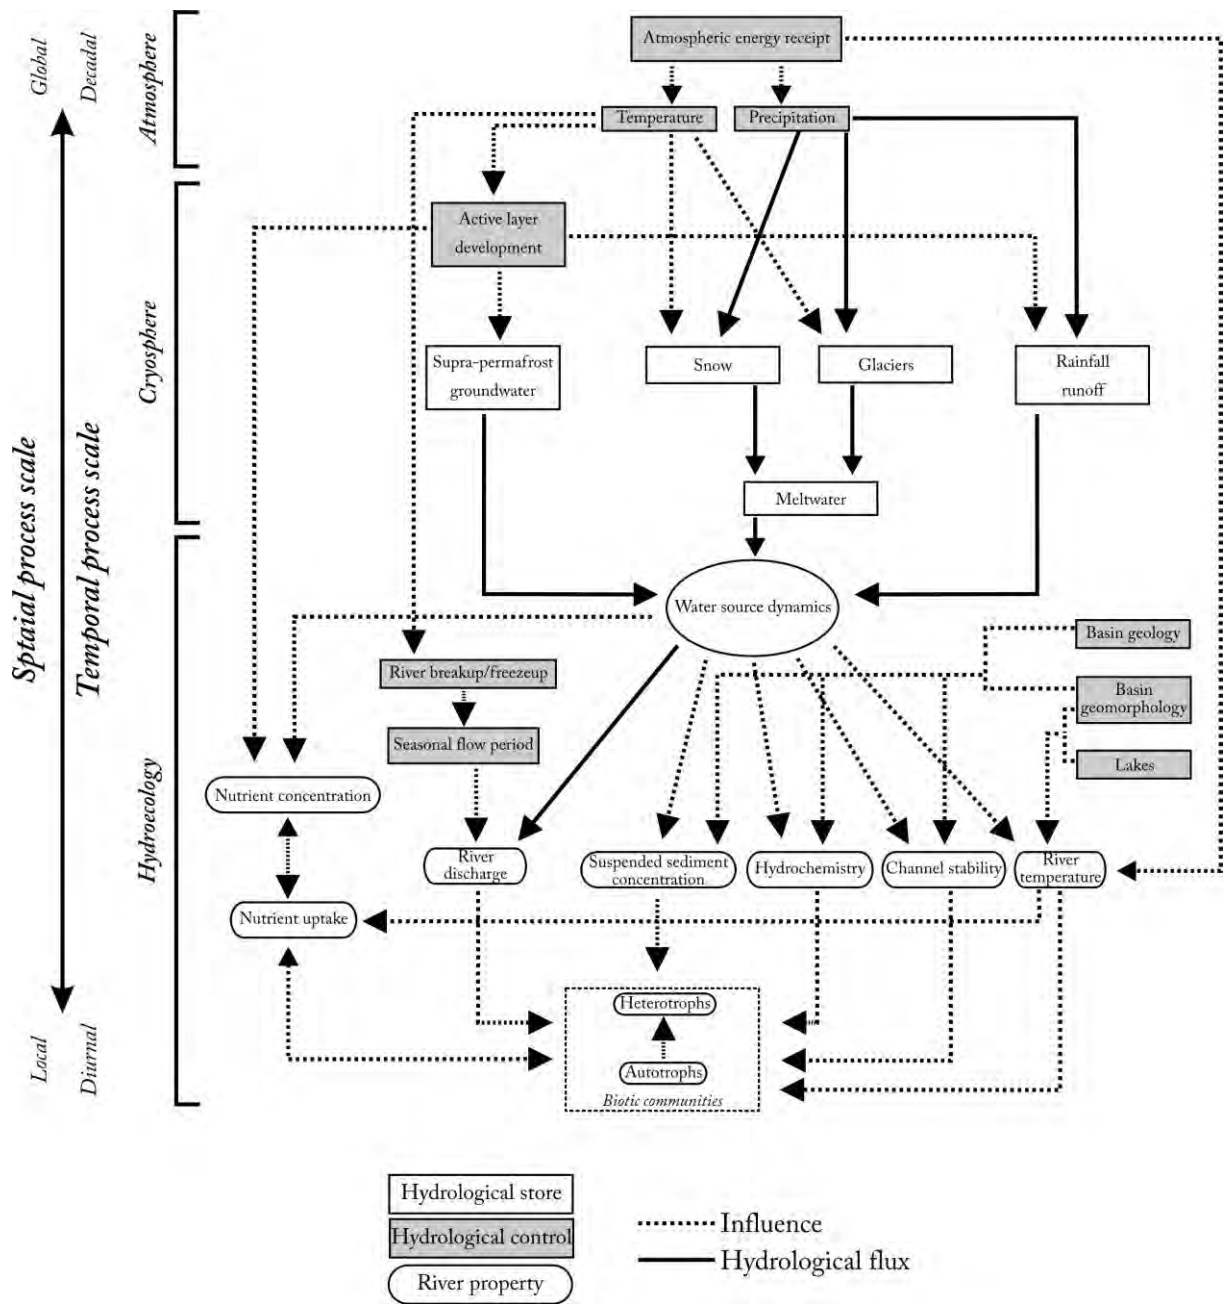 Global
Decadal
Atmosphere
Atmospheric energy receipt
Temperature
Precipitation
Cryosphere
Active layer
development
Supra-permafrost
groundwater
Snow
Glaciers
Rainfall
runoff
Meltwater
Sptaial process scale
Temporal process scale
Hydroecology
Water source dynamics
Basin geology
River breakup/freezeup
Basin
geomorphology
Seasonal flow period
Lakes
Nutrient concentration
River
discharge
Suspended sediment
concentration
Hydrochemistry
Channel stability
River
temperature
Nutrient uptake
Heterotrophs
Autotrophs
Biotic communities
Local
Diurnal
Hydrological store
Hydrological control
River property
Influence
Hydrological flux